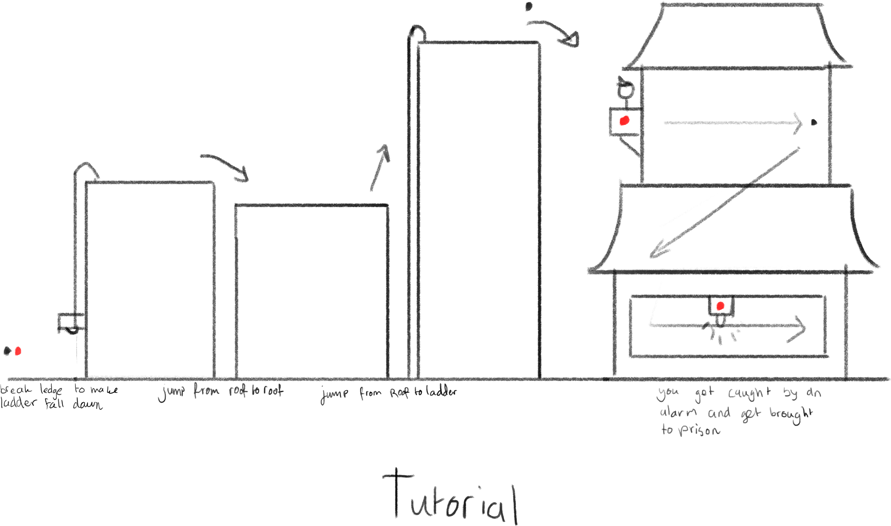 break ledge to make
ladder fall down
jump from roof to roof
jump from Roof to ladder
you get caught by an
alarm and get brought
to prison
Tutorial